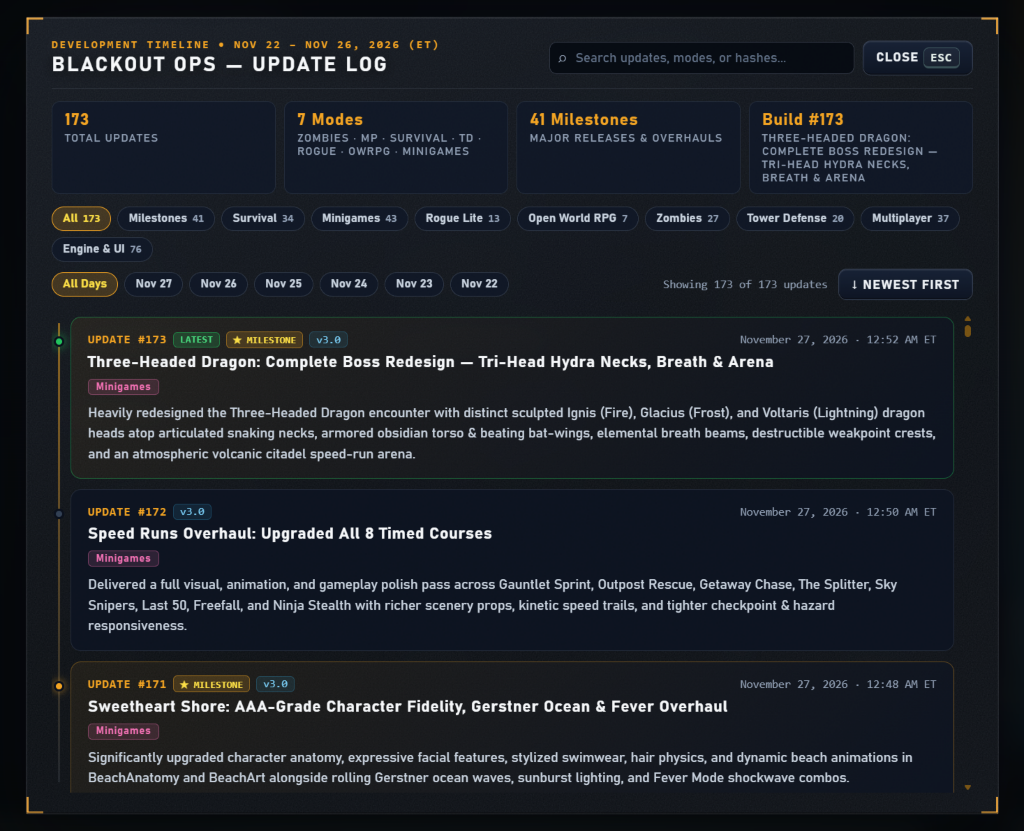 DEVELOPMENT TIMELINE • NOV 22 – NOV 26, 2026 (ET)
BLACKOUT OPS — UPDATE LOG
Search updates, modes, or hashes...
CLOSE ESC
173
TOTAL UPDATES
7 Modes
ZOMBIES · MP · SURVIVAL · TD ·
ROGUE · OWRPG · MINIGAMES
41 Milestones
MAJOR RELEASES & OVERHAULS
Build #173
THREE-HEADED DRAGON:
COMPLETE BOSS REDESIGN —
TRI-HEAD HYDRA NECKS,
BREATH & ARENA
All 173 Milestones 41 Survival 34 Minigames 43 Rogue Lite 13 Open World RPG 7 Zombies 27 Tower Defense 20 Multiplayer 37
Engine & UI 76
All Days Nov 27 Nov 26 Nov 25 Nov 24 Nov 23 Nov 22
Showing 173 of 173 updates
↓ NEWEST FIRST
UPDATE #173 LATEST ★ MILESTONE v3.0 November 27, 2026 · 12:52 AM ET
Three-Headed Dragon: Complete Boss Redesign — Tri-Head Hydra Necks, Breath & Arena
Minigames
Heavily redesigned the Three-Headed Dragon encounter with distinct sculpted Ignis (Fire), Glacius (Frost), and Voltaris (Lightning) dragon
heads atop articulated snaking necks, armored obsidian torso & beating bat-wings, elemental breath beams, destructible weakpoint crests,
and an atmospheric volcanic citadel speed-run arena.
UPDATE #172 v3.0 November 27, 2026 · 12:50 AM ET
Speed Runs Overhaul: Upgraded All 8 Timed Courses
Minigames
Delivered a full visual, animation, and gameplay polish pass across Gauntlet Sprint, Outpost Rescue, Getaway Chase, The Splitter, Sky
Snipers, Last 50, Freefall, and Ninja Stealth with richer scenery props, kinetic speed trails, and tighter checkpoint & hazard
responsiveness.
UPDATE #171 ★ MILESTONE v3.0 November 27, 2026 · 12:48 AM ET
Sweetheart Shore: AAA-Grade Character Fidelity, Gerstner Ocean & Fever Overhaul
Minigames
Significantly upgraded character anatomy, expressive facial features, stylized swimwear, hair physics, and dynamic beach animations in
BeachAnatomy and BeachArt alongside rolling Gerstner ocean waves, sunburst lighting, and Fever Mode shockwave combos.